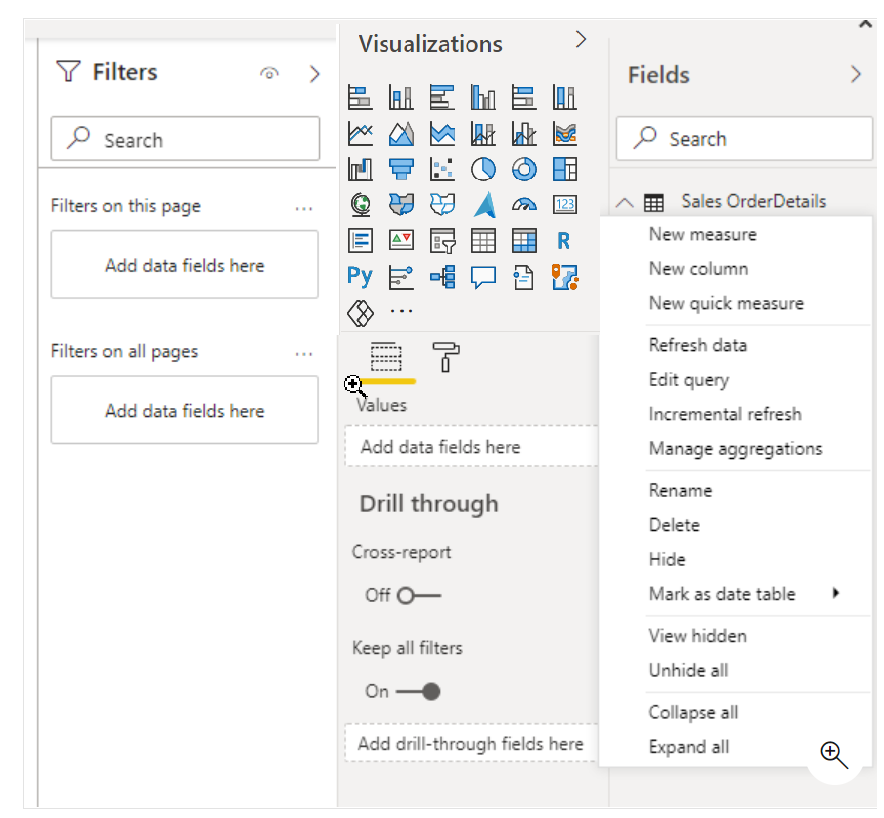 Filters
Search
Filters on this page
...
Add data fields here
Filters on all pages
...
Add data fields here
Visualizations
123
R
Py
...
Values
Add data fields here
Drill through
Cross-report
Off
Keep all filters
On
Add drill-through fields here
Fields
Search
Sales OrderDetails
New measure
New column
New quick measure
Refresh data
Edit query
Incremental refresh
Manage aggregations
Rename
Delete
Hide
Mark as date table
View hidden
Unhide all
Collapse all
Expand all